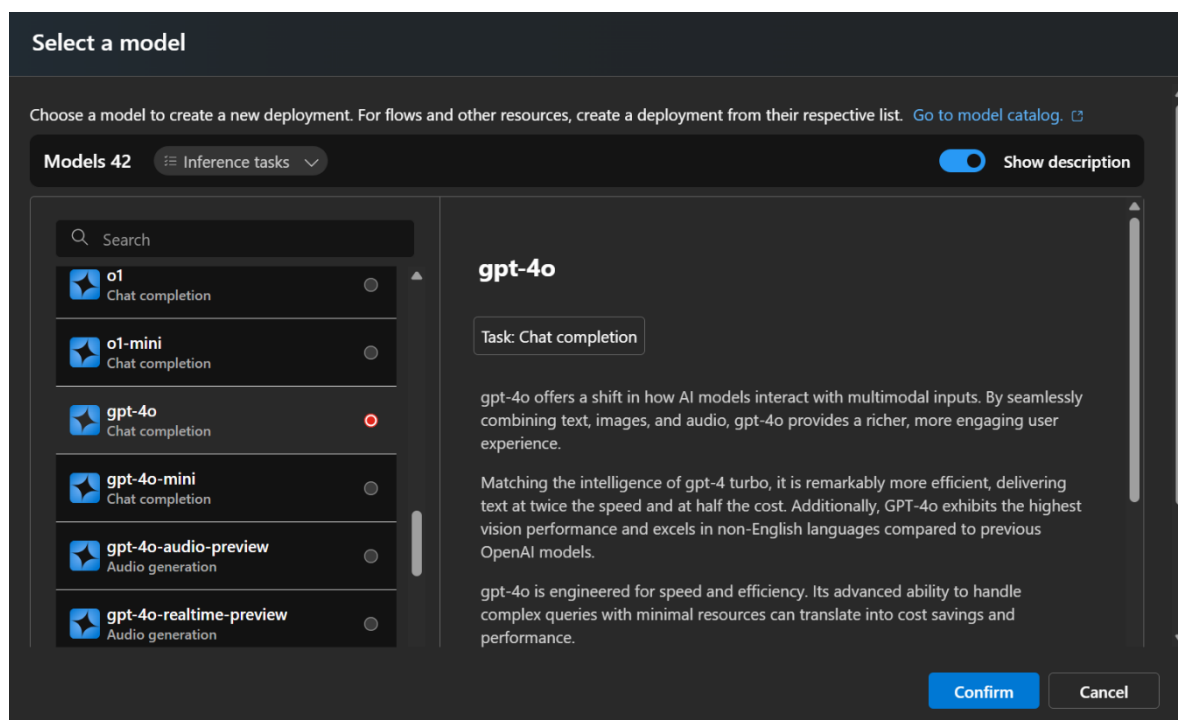 Select a model
Choose a model to create a new deployment. For flows and other resources, create a deployment from their respective list. Go to model catalog.
Models 42
Inference tasks
Show description
Search
o1
Chat completion
o1-mini
Chat completion
gpt-4o
Chat completion
gpt-4o-mini
Chat completion
gpt-4o-audio-preview
Audio generation
gpt-4o-realtime-preview
Audio generation
gpt-4o
Task: Chat completion
gpt-4o offers a shift in how AI models interact with multimodal inputs. By seamlessly
combining text, images, and audio, gpt-4o provides a richer, more engaging user
experience.
Matching the intelligence of gpt-4 turbo, it is remarkably more efficient, delivering
text at twice the speed and at half the cost. Additionally, GPT-4o exhibits the highest
vision performance and excels in non-English languages compared to previous
OpenAI models.
gpt-4o is engineered for speed and efficiency. Its advanced ability to handle
complex queries with minimal resources can translate into cost savings and
performance.
Confirm
Cancel